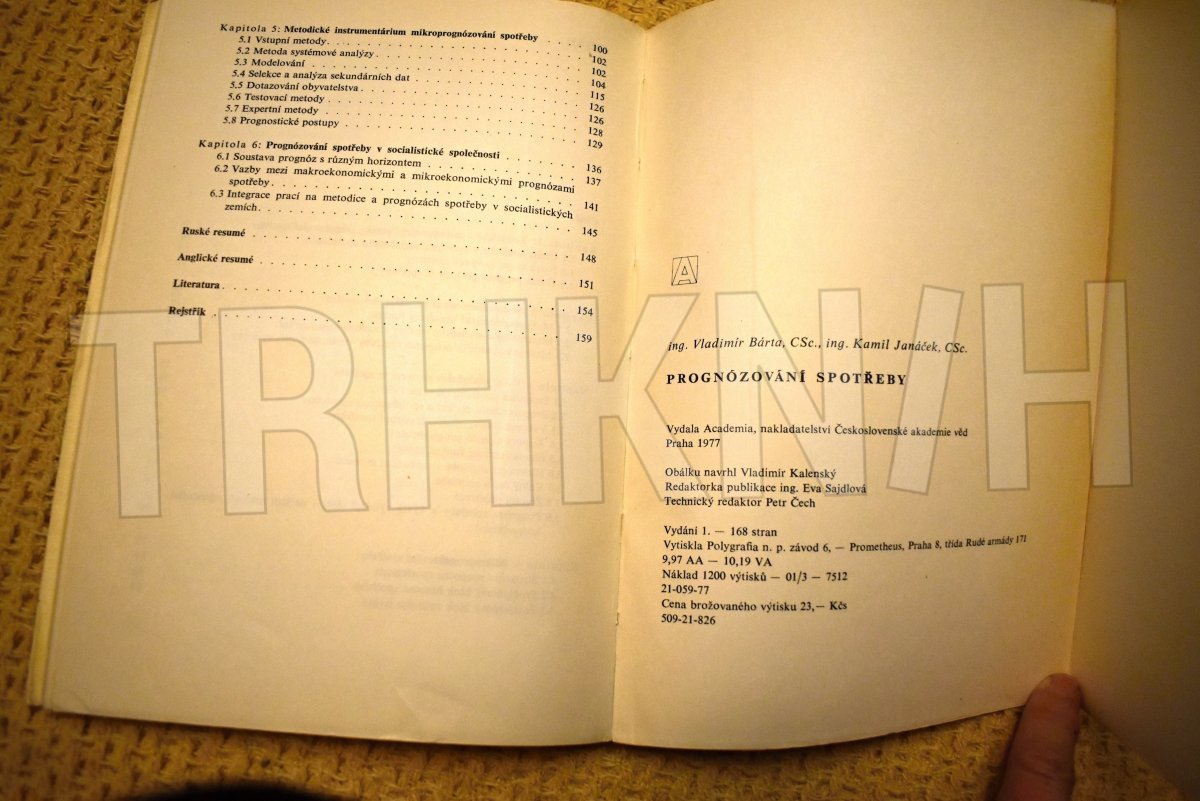 Kapitola 5: Metodické instrumentárium mikroprognózování spotřeby . . . . 100
5.1 Vstupní metody . . . . 102
5.2 Metoda systémové analýzy . . . . 102
5.3 Modelování . . . . 104
5.4 Selekce a analýza sekundárních dat . . . . 115
5.5 Dotazování obyvatelstva . . . . 126
5.6 Testovací metody . . . . 126
5.7 Expertní metody . . . . 128
5.8 Prognostické postupy . . . . 129
Kapitola 6: Prognózování spotřeby v socialistické společnosti . . . . 136
6.1 Soustava prognóz s různým horizontem . . . . 137
6.2 Vazby mezi makroekonomickými a mikroekonomickými prognózami
spotřeby . . . . 141
6.3 Integrace prací na metodice a prognózách spotřeby v socialistických
zemích . . . . 145
Ruské resumé . . . . 148
Anglické resumé . . . . 151
Literatura . . . . 154
Rejstřík . . . . 159
A
ing. Vladimír Bárta, CSc., ing. Kamil Janáček, CSc.
PROGNÓZOVÁNÍ SPOTŘEBY
Vydala Academia, nakladatelství Československé akademie věd
Praha 1977
Obálku navrhl Vladimír Kalenský
Redaktorka publikace ing. Eva Sajdlová
Technický redaktor Petr Čech
Vydání 1. — 168 stran
Vytiskla Polygrafia n. p. závod 6, — Prometheus, Praha 8, třída Rudé armády 171
9,97 AA — 10,19 VA
Náklad 1200 výtisků — 01/3 — 7512
21-059-77
Cena brožovaného výtisku 23,— Kčs
509-21-826
TRHKN/H